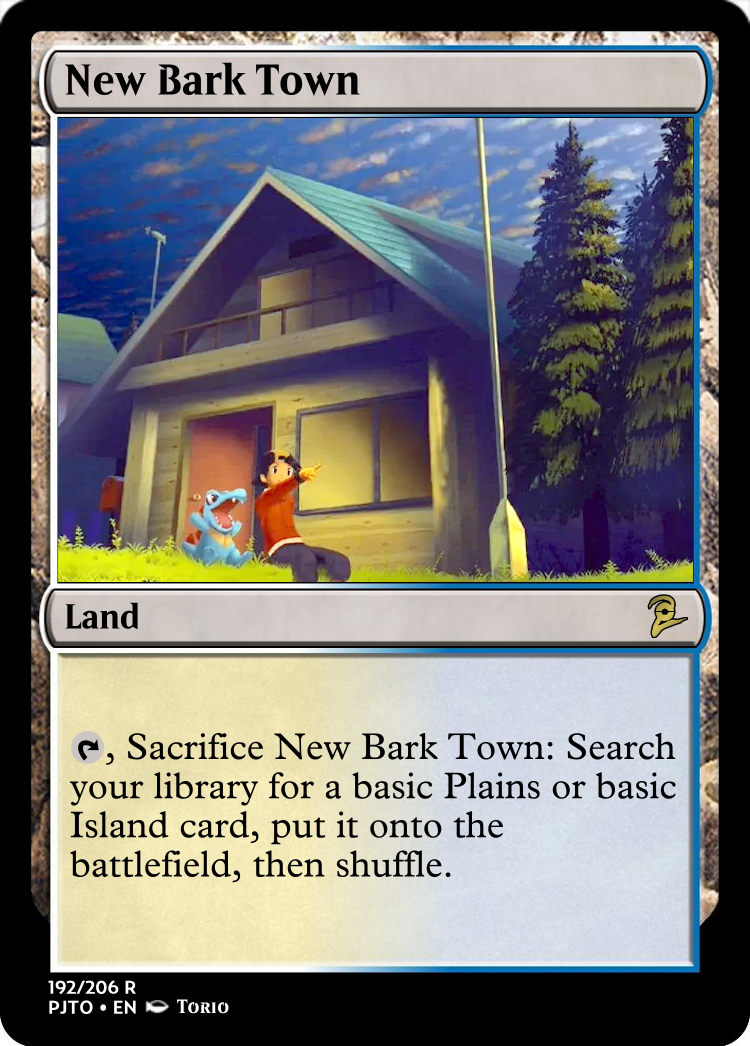 New Bark Town
Land
, Sacrifice New Bark Town: Search
your library for a basic Plains or basic
Island card, put it onto the
battlefield, then shuffle.
192/206 R
PJTO • EN Torio